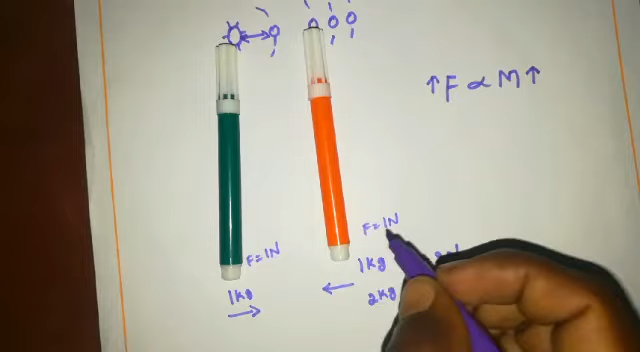 ↑F ∝ M↑
F=1N
F=1N
1kg
1kg
2kg